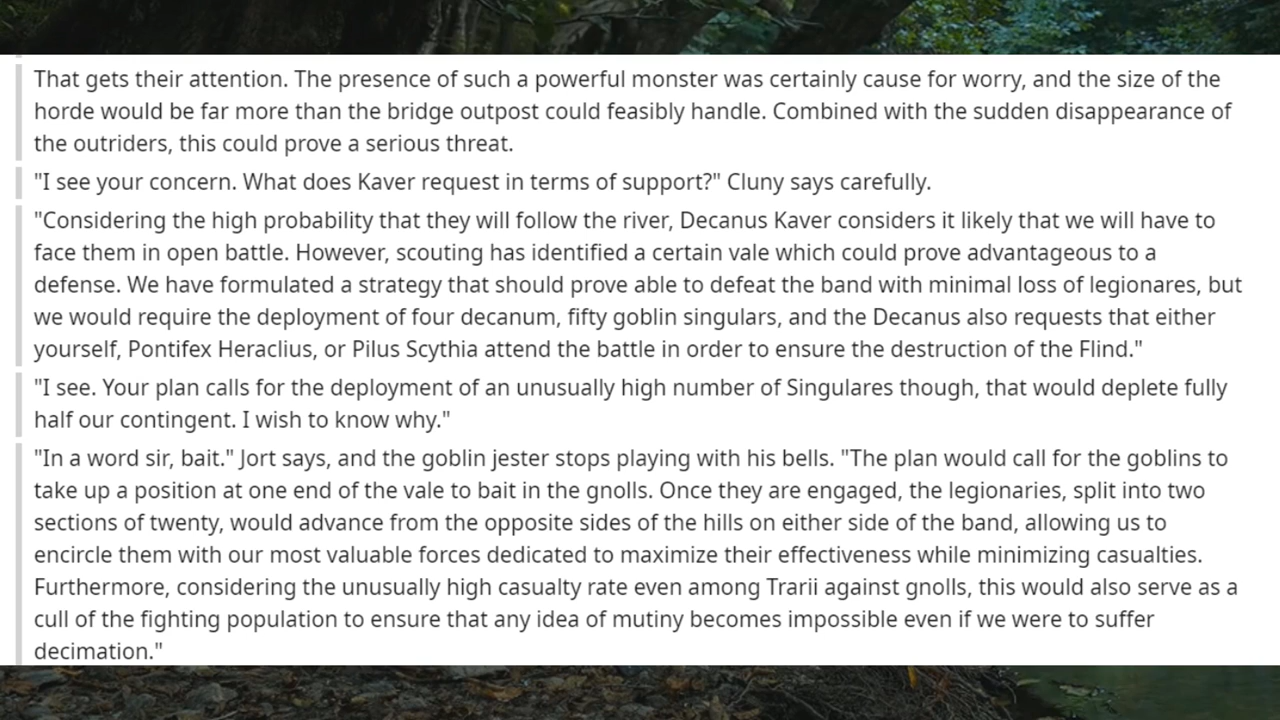 That gets their attention. The presence of such a powerful monster was certainly cause for worry, and the size of the
horde would be far more than the bridge outpost could feasibly handle. Combined with the sudden disappearance of
the outriders, this could prove a serious threat.
"I see your concern. What does Kaver request in terms of support?" Cluny says carefully.
"Considering the high probability that they will follow the river, Decanus Kaver considers it likely that we will have to
face them in open battle. However, scouting has identified a certain vale which could prove advantageous to a
defense. We have formulated a strategy that should prove able to defeat the band with minimal loss of legionares, but
we would require the deployment of four decanum, fifty goblin singulars, and the Decanus also requests that either
yourself, Pontifex Heraclius, or Pilus Scythia attend the battle in order to ensure the destruction of the Flind."
"I see. Your plan calls for the deployment of an unusually high number of Singulares though, that would deplete fully
half our contingent. I wish to know why."
"In a word sir, bait." Jort says, and the goblin jester stops playing with his bells. "The plan would call for the goblins to
take up a position at one end of the vale to bait in the gnolls. Once they are engaged, the legionaries, split into two
sections of twenty, would advance from the opposite sides of the hills on either side of the band, allowing us to
encircle them with our most valuable forces dedicated to maximize their effectiveness while minimizing casualties.
Furthermore, considering the unusually high casualty rate even among Trarii against gnolls, this would also serve as a
cull of the fighting population to ensure that any idea of mutiny becomes impossible even if we were to suffer
decimation."